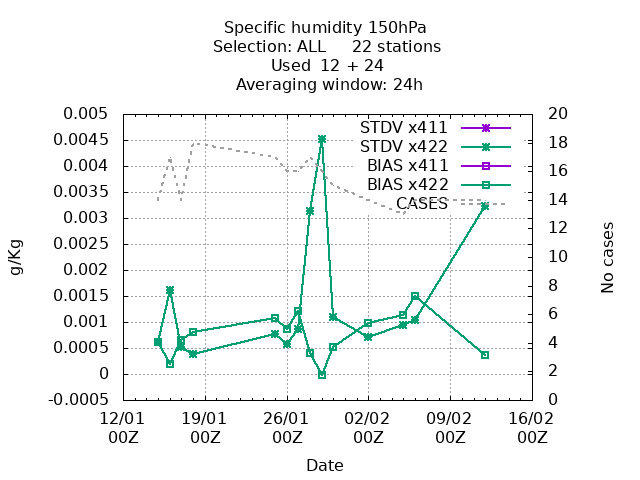 Specific humidity 150hPa
Selection: ALL     22 stations
Used  12 + 24
Averaging window: 24h
0.005
0.0045
0.004
0.0035
0.003
0.0025
0.002
0.0015
0.001
0.0005
0
-0.0005
g/Kg
STDV x411
STDV x422
BIAS x411
BIAS x422
CASES
20
18
16
14
12
10
8
6
4
2
0
No cases
12/01 19/01 26/01 02/02 09/02 16/02
00Z 00Z 00Z 00Z 00Z 00Z
Date